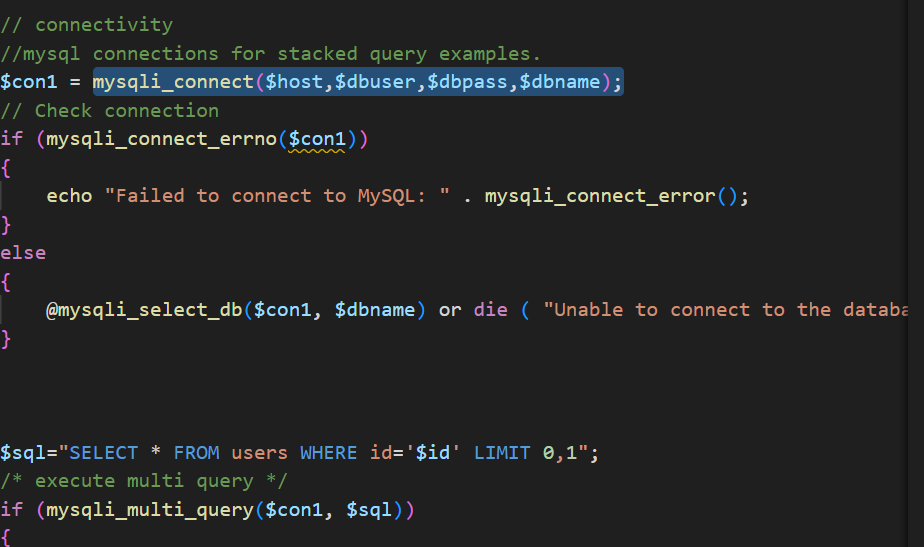 // connectivity
//mysql connections for stacked query examples.
$con1 = mysqli_connect($host,$dbuser,$dbpass,$dbname);
// Check connection
if (mysqli_connect_errno($con1))
{
    echo "Failed to connect to MySQL: " . mysqli_connect_error();
}
else
{
    @mysqli_select_db($con1, $dbname) or die ( "Unable to connect to the databa
}
$sql="SELECT * FROM users WHERE id='$id' LIMIT 0,1";
/* execute multi query */
if (mysqli_multi_query($con1, $sql))
{